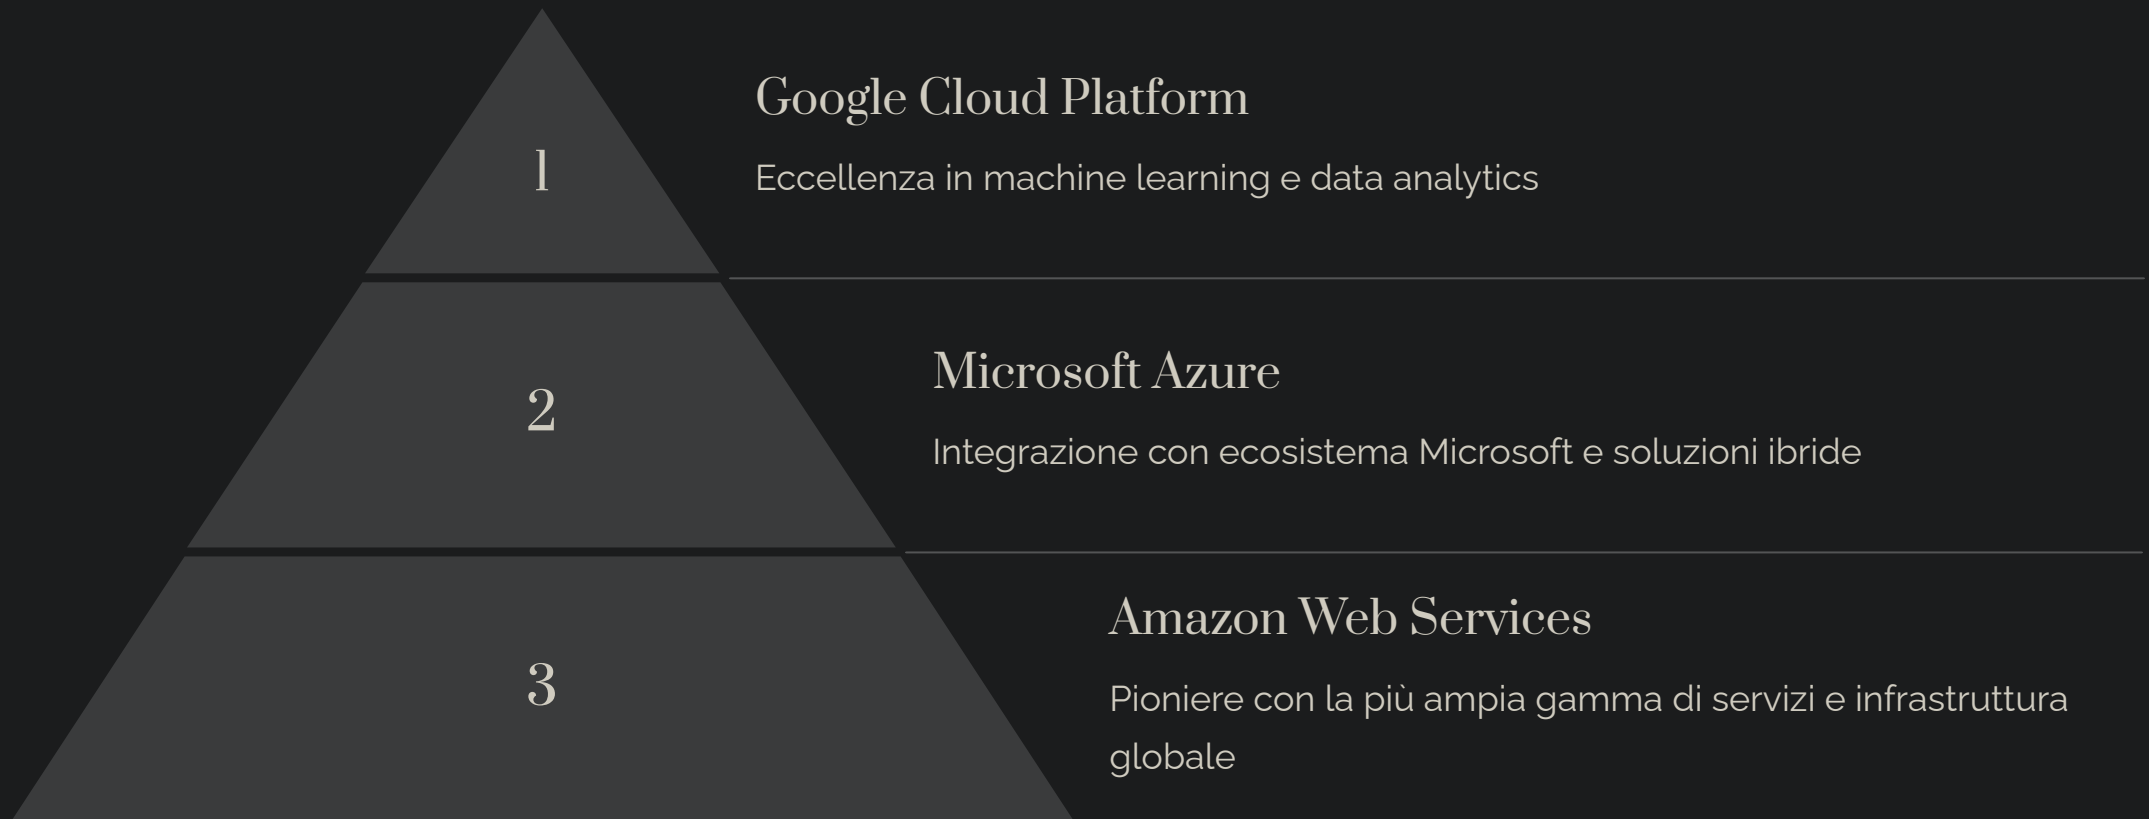 1
Google Cloud Platform
Eccellenza in machine learning e data analytics
2
Microsoft Azure
Integrazione con ecosistema Microsoft e soluzioni ibride
3
Amazon Web Services
Pioniere con la più ampia gamma di servizi e infrastruttura
globale